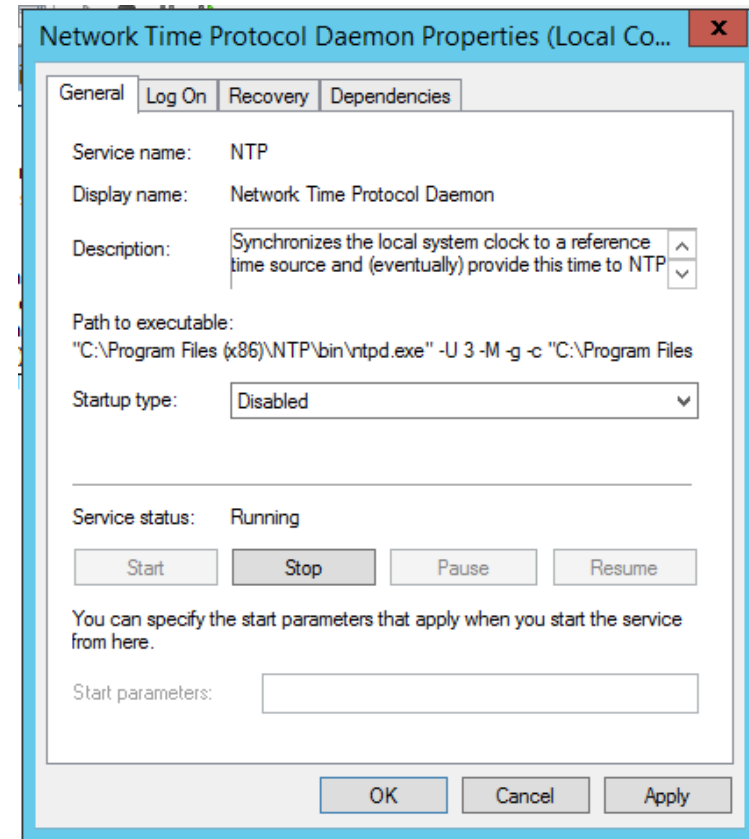 Network Time Protocol Daemon Properties (Local Co...
x
General Log On Recovery Dependencies
Service name: NTP
Display name: Network Time Protocol Daemon
Description: Synchronizes the local system clock to a reference
time source and (eventually) provide this time to NTP
Path to executable:
"C:\Program Files (x86)\NTP\bin\ntpd.exe" -U 3 -M -g -c "C:\Program Files
Startup type: Disabled
Service status: Running
Start Stop Pause Resume
You can specify the start parameters that apply when you start the service
from here.
Start parameters:
OK Cancel Apply